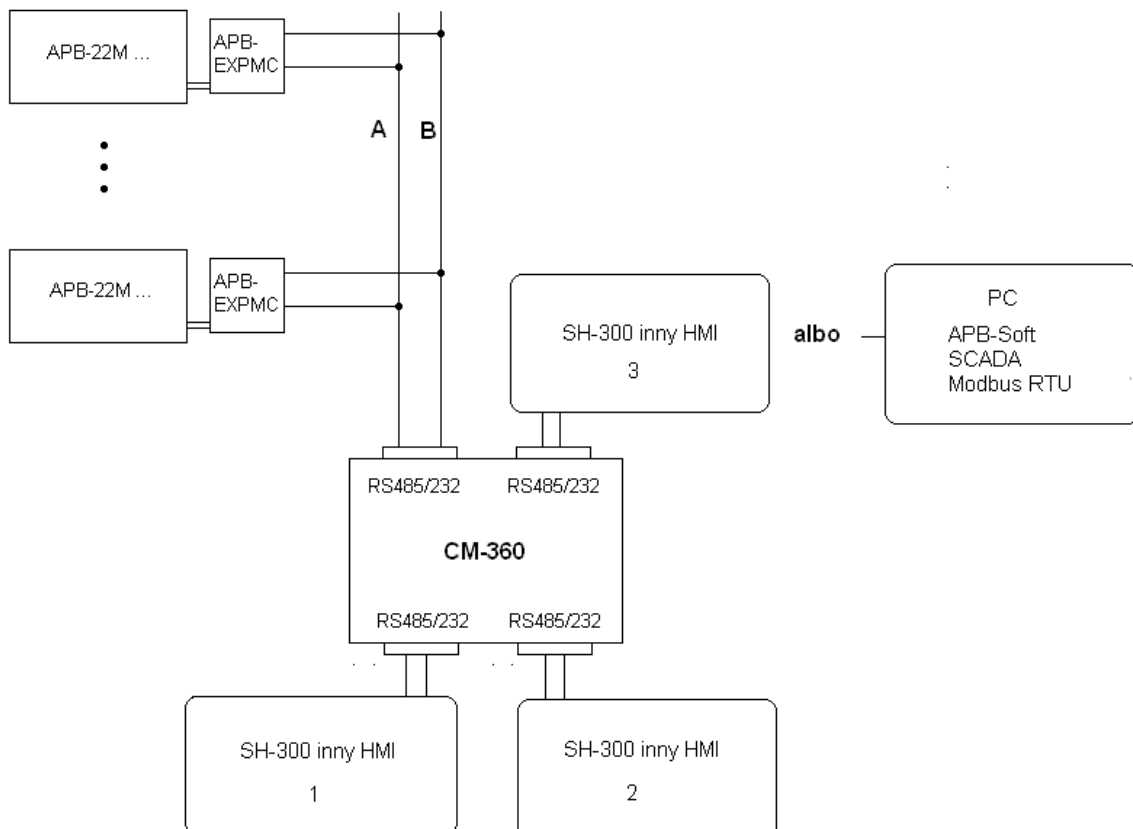 APB-22M ...
APB-
EXPMC
A
B
APB-22M ...
APB-
EXPMC
SH-300 inny HMI
3
albo
PC
APB-Soft
SCADA
Modbus RTU
RS485/232
RS485/232
CM-360
RS485/232
RS485/232
SH-300 inny HMI
1
SH-300 inny HMI
2